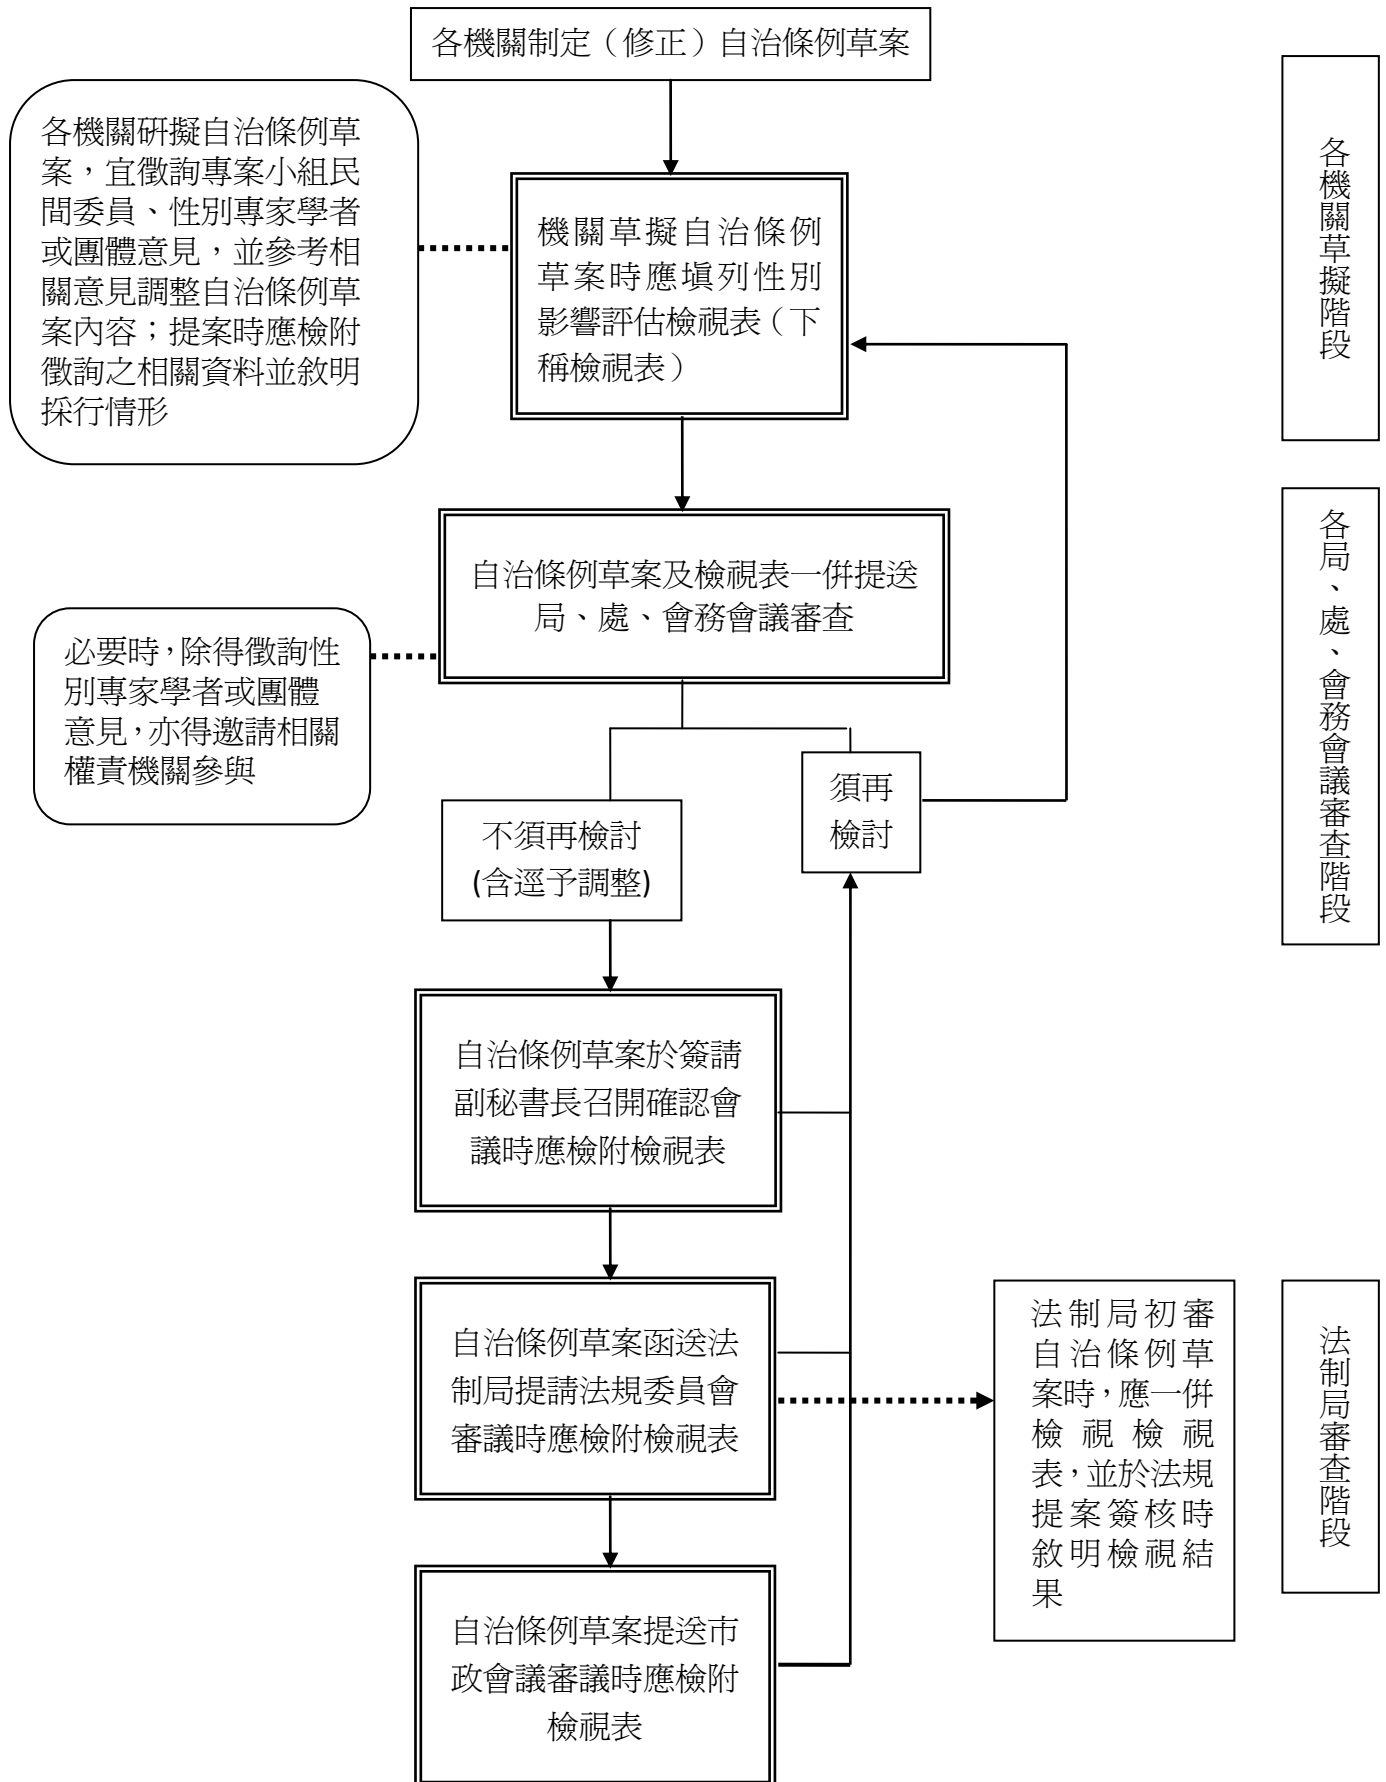 各機關制定（修正）自治條例草案
各機關研擬自治條例草
案，宜徵詢專案小組民
間委員、性別專家學者
或團體意見，並參考相
關意見調整自治條例草
案內容；提案時應檢附
徵詢之相關資料並敘明
採行情形
機關草擬自治條例
草案時應填列性別
影響評估檢視表（下
稱檢視表）
各機關草擬階段
自治條例草案及檢視表一併提送
局、處、會務會議審查
必要時，除得徵詢性
別專家學者或團體
意見，亦得邀請相關
權責機關參與
各局、處、會務會議審查階段
須再
檢討
不須再檢討
(含逕予調整)
自治條例草案於簽請
副秘書長召開確認會
議時應檢附檢視表
自治條例草案函送法
制局提請法規委員會
審議時應檢附檢視表
法制局初審
自治條例草
案時，應一併
檢視檢視
表，並於法規
提案簽核時
敘明檢視結
果
法制局審查階段
自治條例草案提送市
政會議審議時應檢附
檢視表